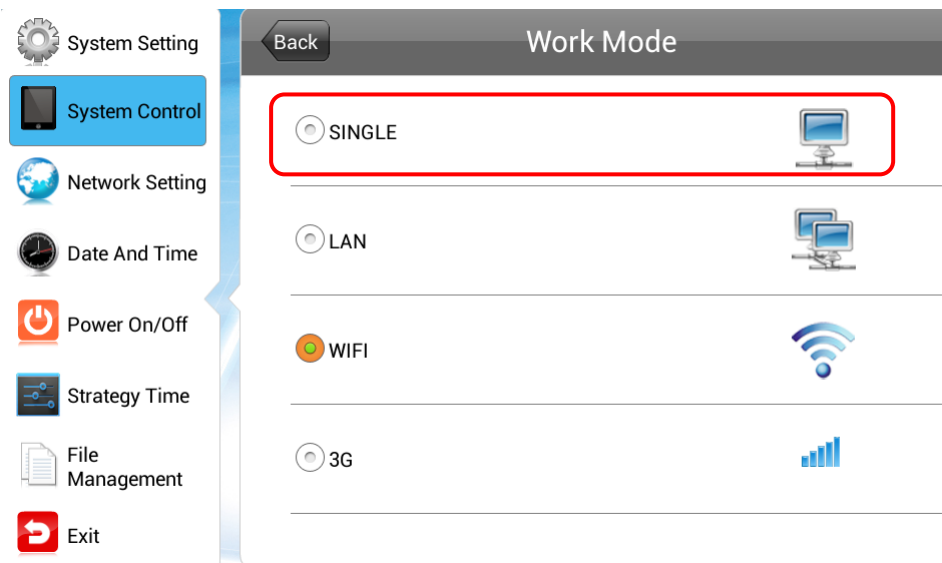 System Setting
System Control
Network Setting
Date And Time
Power On/Off
Strategy Time
File
Management
Exit
Back
Work Mode
SINGLE
LAN
WIFI
3G